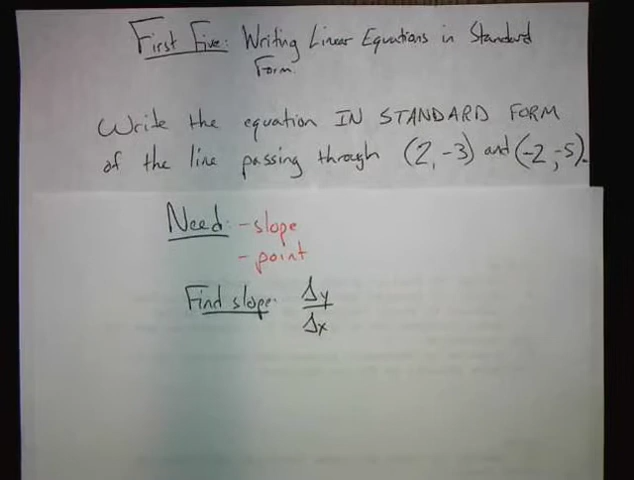 First Five: Writing Linear Equations in Standard
Form.
Write the equation IN STANDARD FORM
of the line passing through (2,-3) and (-2,-5).
Need: - slope
- point
Find slope: Δy
Δx